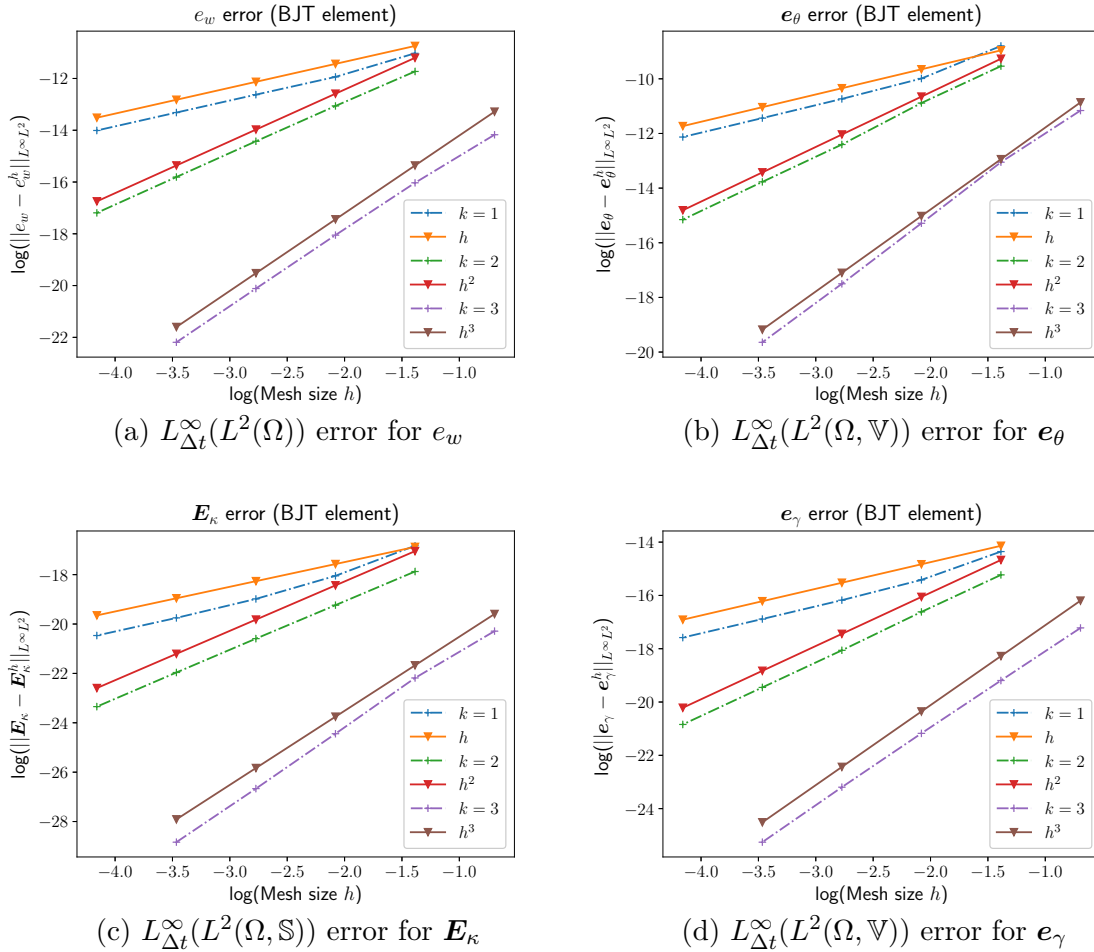 e_w error (BJT element)
log(||e_w − e_w^h||_{L^∞L^2})
−12
−14
−16
−18
−20
−22
k = 1
h
k = 2
h^2
k = 3
h^3
−4.0 −3.5 −3.0 −2.5 −2.0 −1.5 −1.0
log(Mesh size h)
(a) L^∞_{Δt}(L^2(Ω)) error for e_w
e_θ error (BJT element)
log(||e_θ − e_θ^h||_{L^∞L^2})
−10
−12
−14
−16
−18
−20
k = 1
h
k = 2
h^2
k = 3
h^3
−4.0 −3.5 −3.0 −2.5 −2.0 −1.5 −1.0
log(Mesh size h)
(b) L^∞_{Δt}(L^2(Ω, 𝕍)) error for e_θ
E_κ error (BJT element)
log(||E_κ − E_κ^h||_{L^∞L^2})
−18
−20
−22
−24
−26
−28
k = 1
h
k = 2
h^2
k = 3
h^3
−4.0 −3.5 −3.0 −2.5 −2.0 −1.5 −1.0
log(Mesh size h)
(c) L^∞_{Δt}(L^2(Ω, 𝕊)) error for E_κ
e_γ error (BJT element)
log(||e_γ − e_γ^h||_{L^∞L^2})
−14
−16
−18
−20
−22
−24
k = 1
h
k = 2
h^2
k = 3
h^3
−4.0 −3.5 −3.0 −2.5 −2.0 −1.5 −1.0
log(Mesh size h)
(d) L^∞_{Δt}(L^2(Ω, 𝕍)) error for e_γ